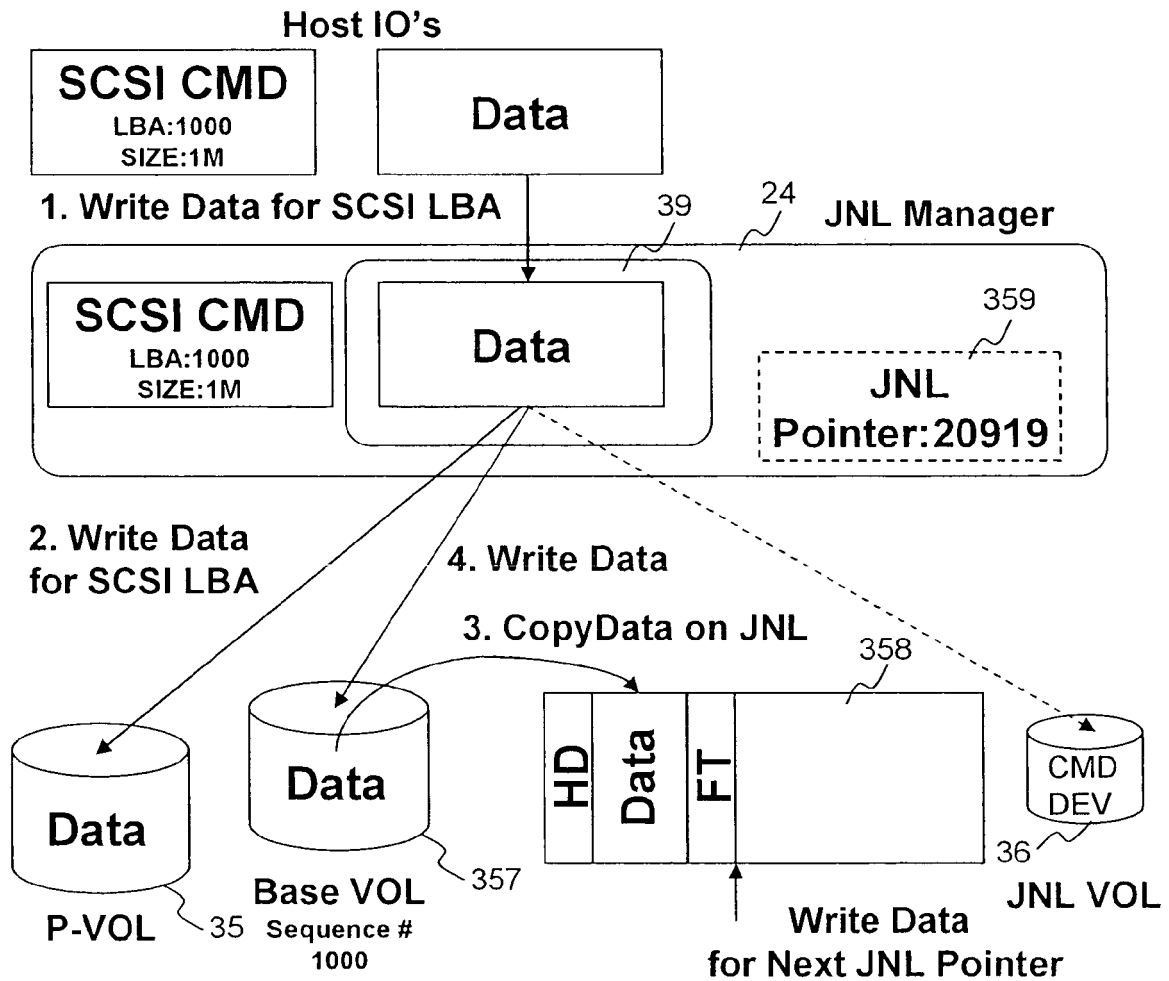 Host IO's
SCSI CMD
LBA:1000
SIZE:1M
Data
1. Write Data for SCSI LBA
39
24
JNL Manager
SCSI CMD
LBA:1000
SIZE:1M
Data
359
JNL
Pointer:20919
2. Write Data
for SCSI LBA
4. Write Data
3. CopyData on JNL
358
Data
Data
HD
Data
FT
CMD
DEV
36
JNL VOL
P-VOL
35
Base VOL
Sequence #
1000
357
Write Data
for Next JNL Pointer